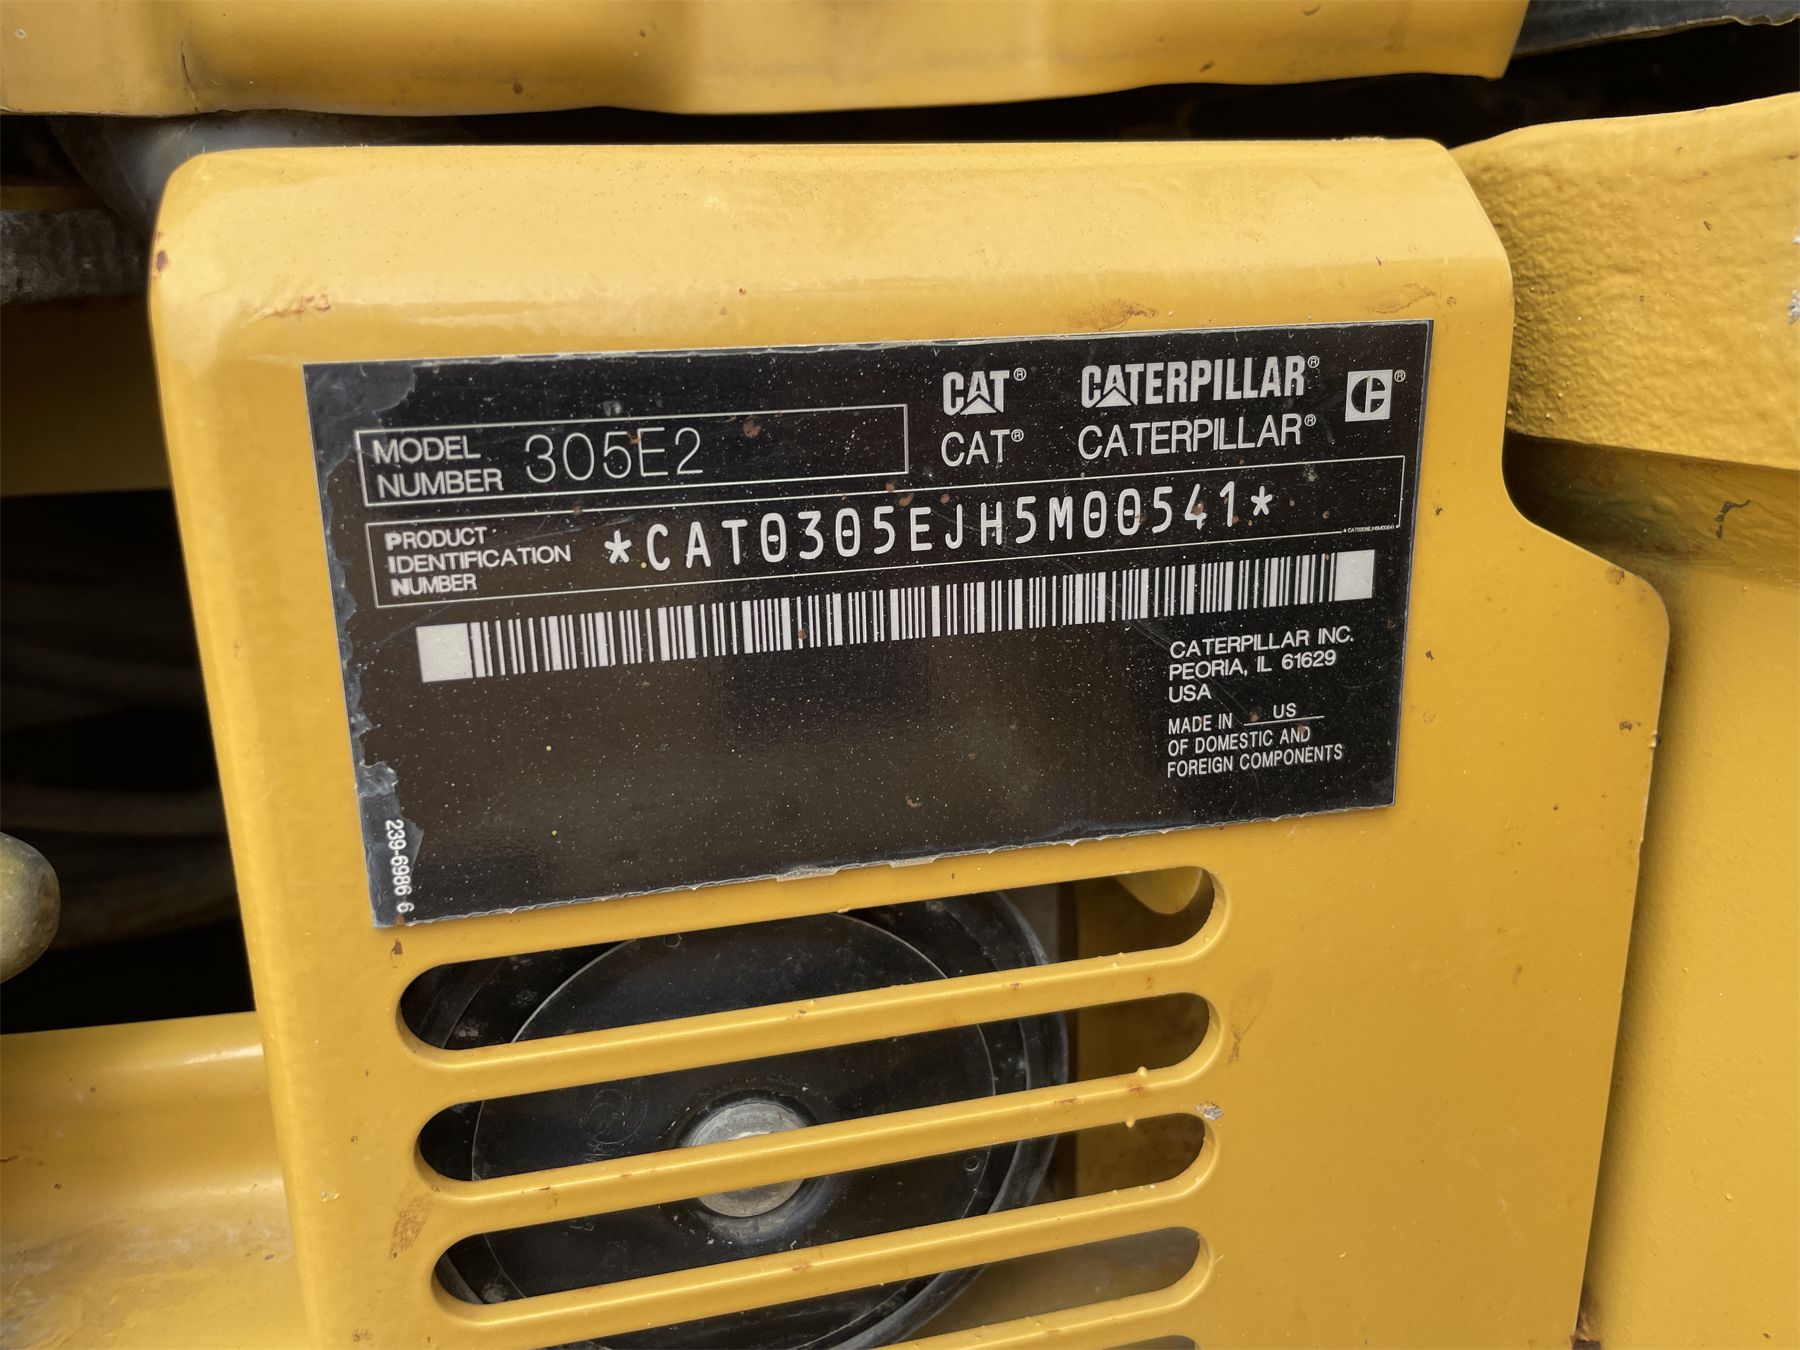 CAT® CATERPILLAR®
CAT® CATERPILLAR®
MODEL NUMBER 305E2
PRODUCT IDENTIFICATION NUMBER *CAT0305EJH5M00541*
*CAT0305EJH5M00541*
CATERPILLAR INC.
PEORIA, IL 61629
USA
MADE IN US
OF DOMESTIC AND
FOREIGN COMPONENTS
239-6986 6